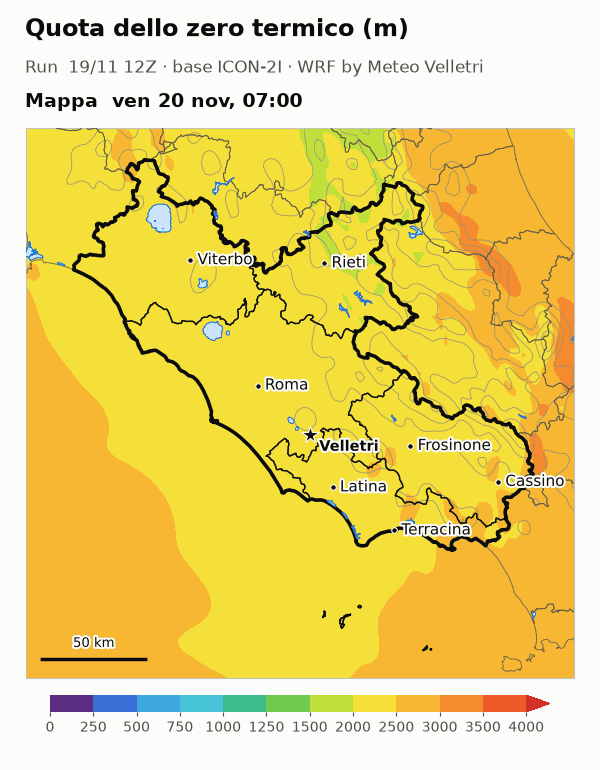 Quota dello zero termico (m)
Run  19/11 12Z · base ICON-2I · WRF by Meteo Velletri
Mappa  ven 20 nov, 07:00
Viterbo
Rieti
Roma
Velletri
Frosinone
Cassino
Latina
Terracina
50 km
0 250 500 750 1000 1250 1500 2000 2500 3000 3500 4000